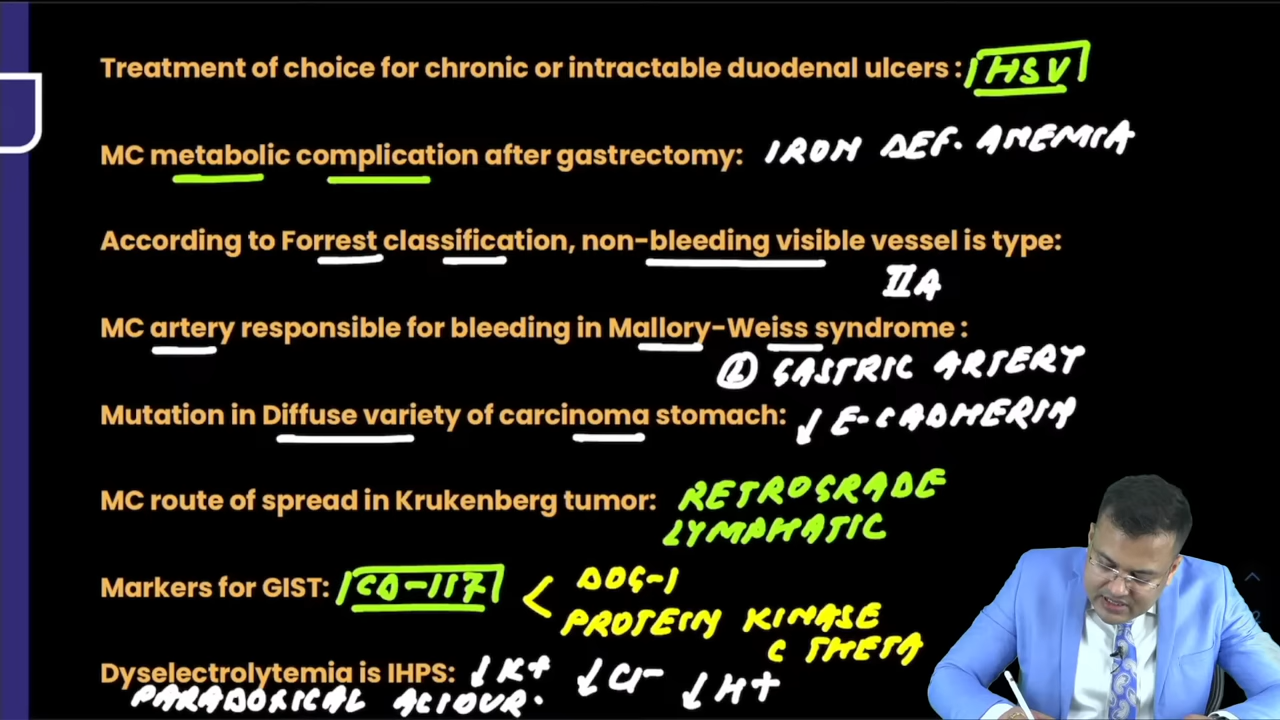 Treatment of choice for chronic or intractable duodenal ulcers : HSV
MC metabolic complication after gastrectomy: IRON DEF. ANEMIA
According to Forrest classification, non-bleeding visible vessel is type:
IIA
MC artery responsible for bleeding in Mallory-Weiss syndrome :
(L) GASTRIC ARTERY
Mutation in Diffuse variety of carcinoma stomach: ↓ E-CADHERIN
MC route of spread in Krukenberg tumor: RETROGRADE
LYMPHATIC
Markers for GIST: CD-117 < DOG-1
PROTEIN KINASE
C THETA
Dyselectrolytemia is IHPS: ↓K+ ↓Cl- ↓H+
PARADOXICAL ACIDUR.